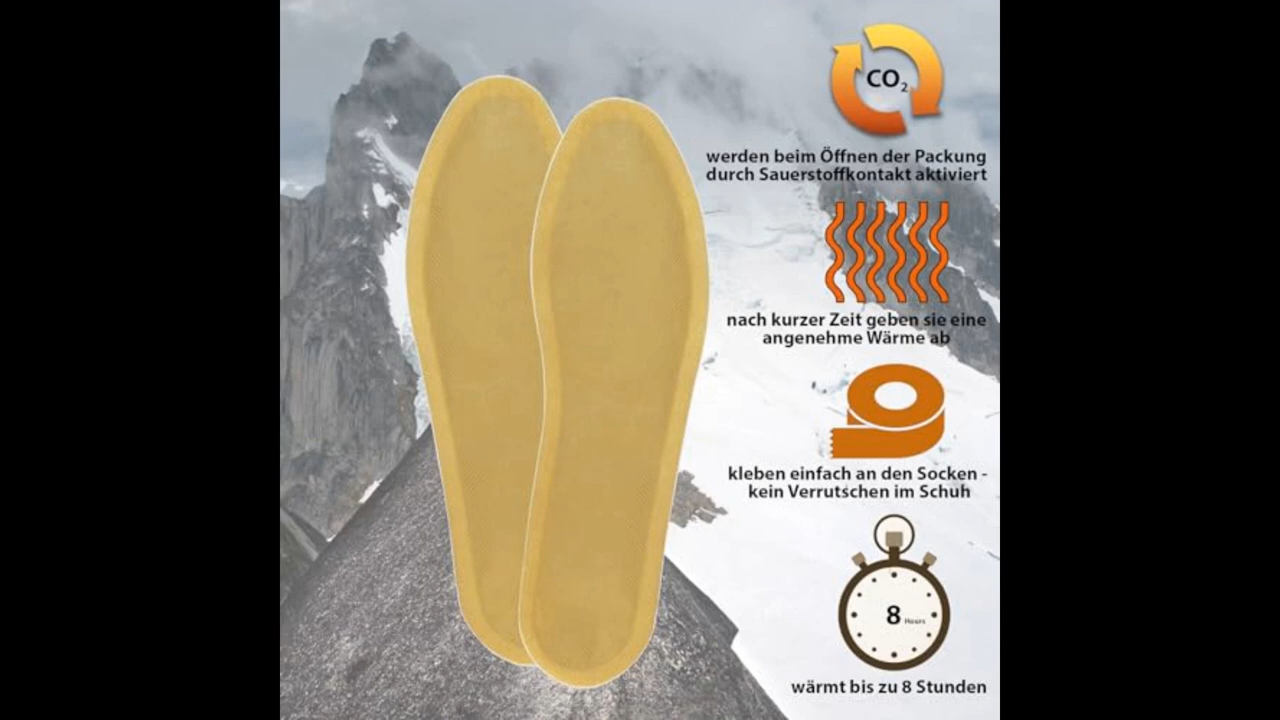 CO₂
werden beim Öffnen der Packung
durch Sauerstoffkontakt aktiviert
nach kurzer Zeit geben sie eine
angenehme Wärme ab
kleben einfach an den Socken -
kein Verrutschen im Schuh
8 Hours
wärmt bis zu 8 Stunden